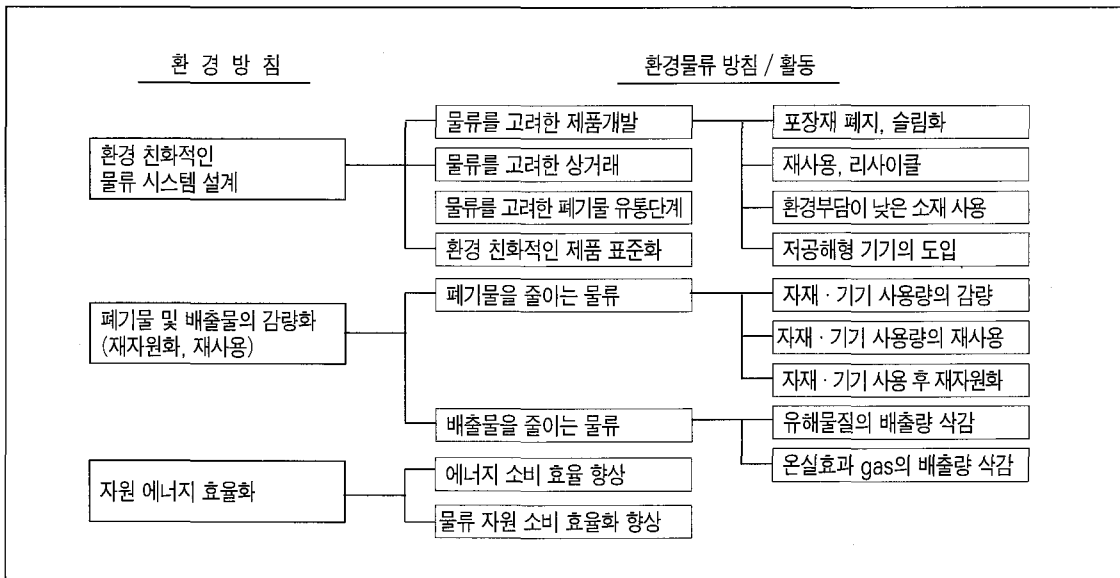 환 경 방 침
환경물류 방침 / 활동
환경 친화적인
물류 시스템 설계
물류를 고려한 제품개발
물류를 고려한 상거래
물류를 고려한 폐기물 유통단계
환경 친화적인 제품 표준화
포장재 폐지, 슬림화
재사용, 리사이클
환경부담이 낮은 소재 사용
저공해형 기기의 도입
폐기물 및 배출물의 감량화
(재자원화, 재사용)
폐기물을 줄이는 물류
자재 · 기기 사용량의 감량
자재 · 기기 사용량의 재사용
자재 · 기기 사용 후 재자원화
배출물을 줄이는 물류
유해물질의 배출량 삭감
온실효과 gas의 배출량 삭감
자원 에너지 효율화
에너지 소비 효율 향상
물류 자원 소비 효율화 향상